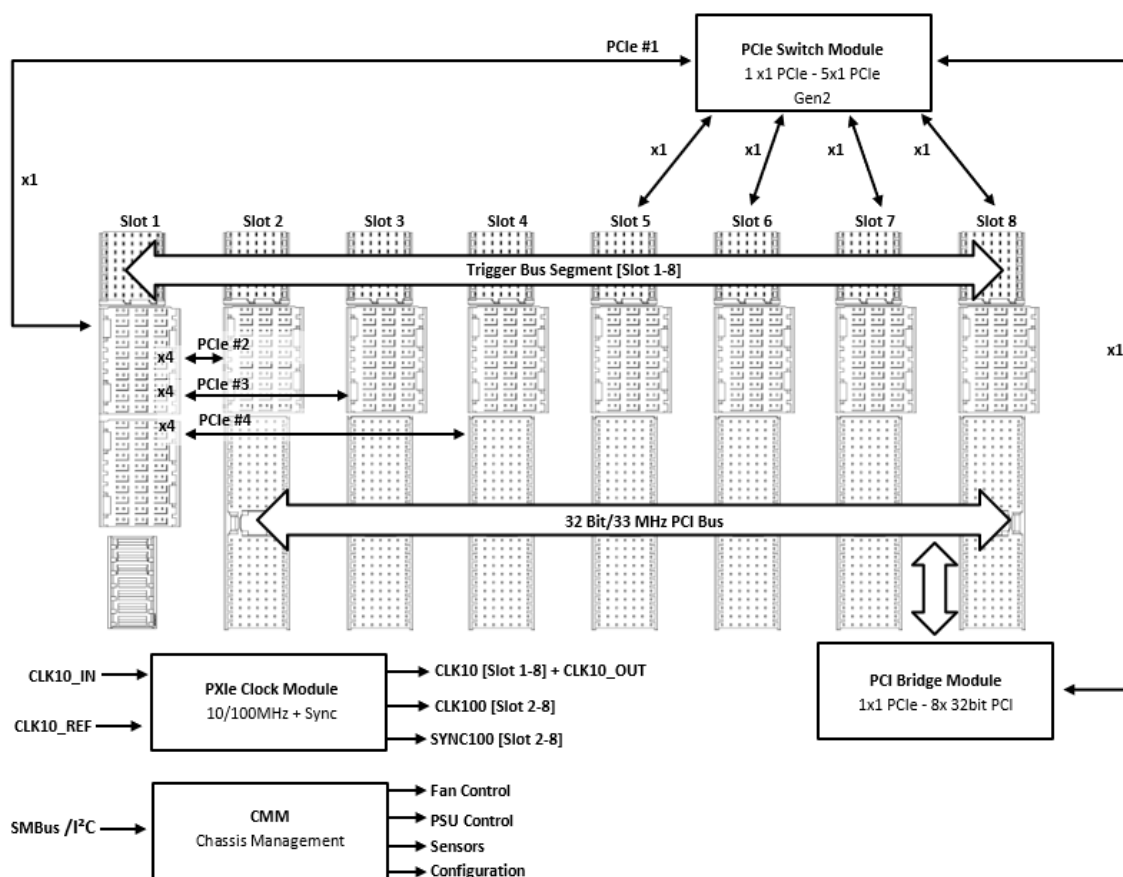 PCIe #1
PCIe Switch Module
1 x1 PCIe - 5x1 PCIe
Gen2
x1
x1
x1
x1
x1
Slot 1
Slot 2
Slot 3
Slot 4
Slot 5
Slot 6
Slot 7
Slot 8
Trigger Bus Segment [Slot 1-8]
x4
PCIe #2
x1
x4
PCIe #3
x4
PCIe #4
32 Bit/33 MHz PCI Bus
CLK10_IN
CLK10_REF
PXIe Clock Module
10/100MHz + Sync
CLK10 [Slot 1-8] + CLK10_OUT
CLK100 [Slot 2-8]
SYNC100 [Slot 2-8]
PCI Bridge Module
1x1 PCIe - 8x 32bit PCI
SMBus /I²C
CMM
Chassis Management
Fan Control
PSU Control
Sensors
Configuration